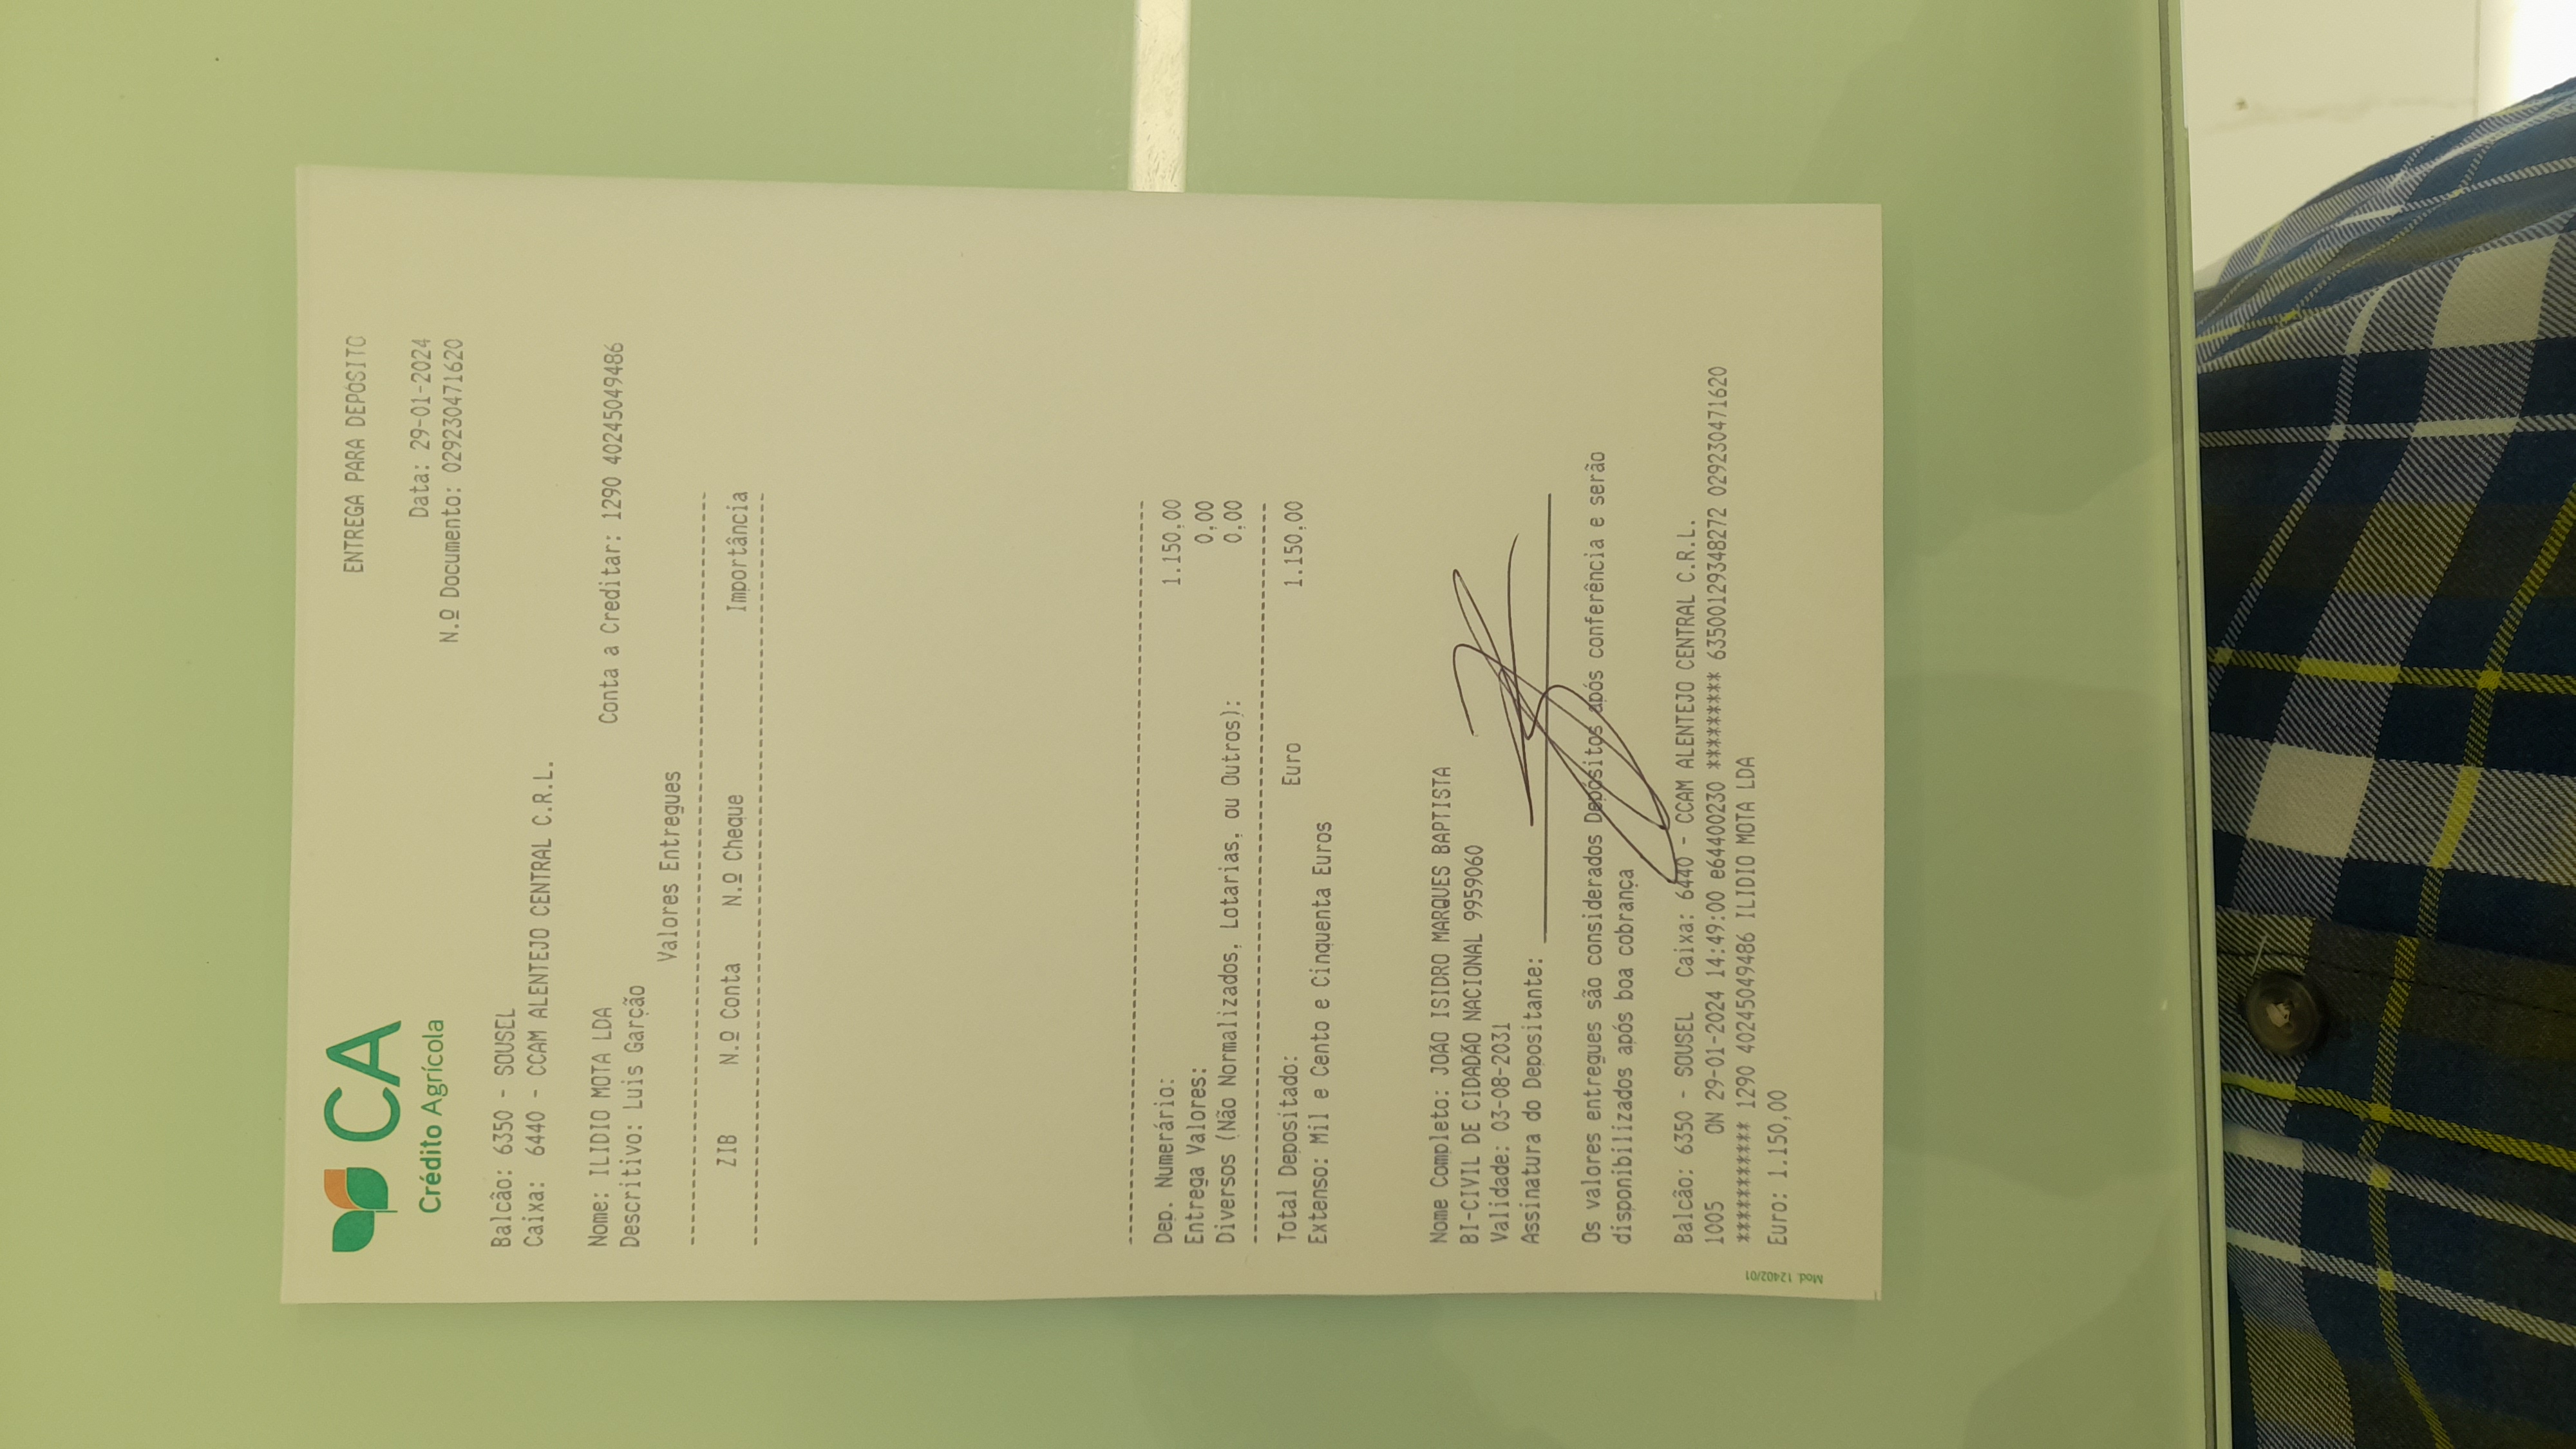 CA
Crédito Agrícola
ENTREGA PARA DEPÓSITO
Data: 29-01-2024
N.º Documento: 02923047162​0
Balcão: 6350 - SOUSEL
Caixa: 6440 - CCAM ALENTEJO CENTRAL C.R.L.
Nome: ILIDIO MOTA LDA Conta a Creditar: 1290 40245049486
Descritivo: Luis Garção
Valores Entregues
ZIB N.º Conta N.º Cheque Importância
Dep. Numerário: 1.150,00
Entrega Valores: 0,00
Diversos (Não Normalizados, Lotarias, ou Outros): 0,00
Total Depositado: Euro 1.150,00
Extenso: Mil e Cento e Cinquenta Euros
Nome Completo: JOÃO ISIDRO MARQUES BAPTISTA
BI-CIVIL DE CIDADÃO NACIONAL 9959060
Validade: 03-08-2031
Assinatura do Depositante:
Os valores entregues são considerados Depósitos após conferência e serão
disponibilizados após boa cobrança
Balcão: 6350 - SOUSEL Caixa: 6440 - CCAM ALENTEJO CENTRAL C.R.L.
1005 ON 29-01-2024 14:49:00 e64400230 ********* 6350012934827​2 029230471620
*********** 1290 40245049486 ILIDIO MOTA LDA
Euro: 1.150,00
Mod. 12402/01